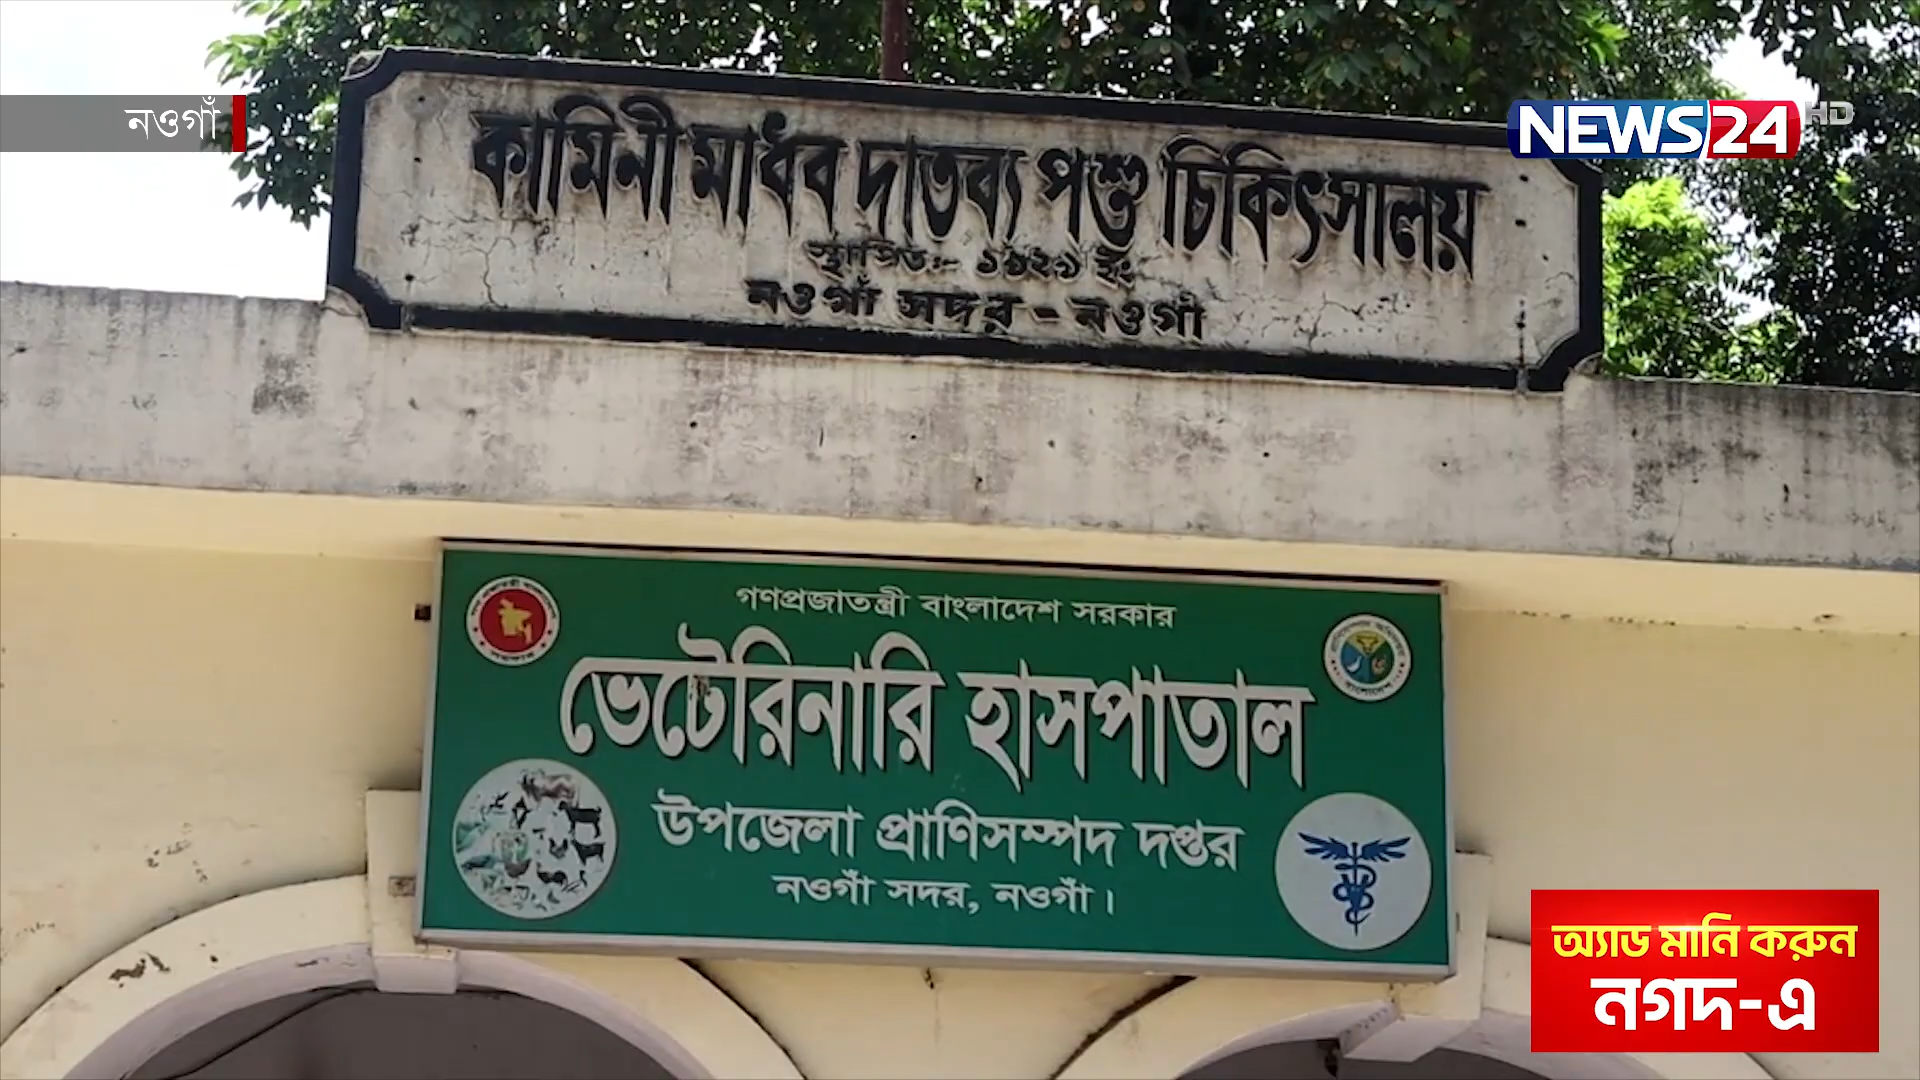 নওগাঁ
NEWS24 HD
কামিনী মাধব দাতব্য পশু চিকিৎসালয়
স্থাপিত:- ১৯২৯ ইং
নওগাঁ সদর - নওগাঁ
গণপ্রজাতন্ত্রী বাংলাদেশ সরকার
ভেটেরিনারি হাসপাতাল
উপজেলা প্রাণিসম্পদ দপ্তর
নওগাঁ সদর, নওগাঁ।
অ্যাড মানি করুন
নগদ-এ